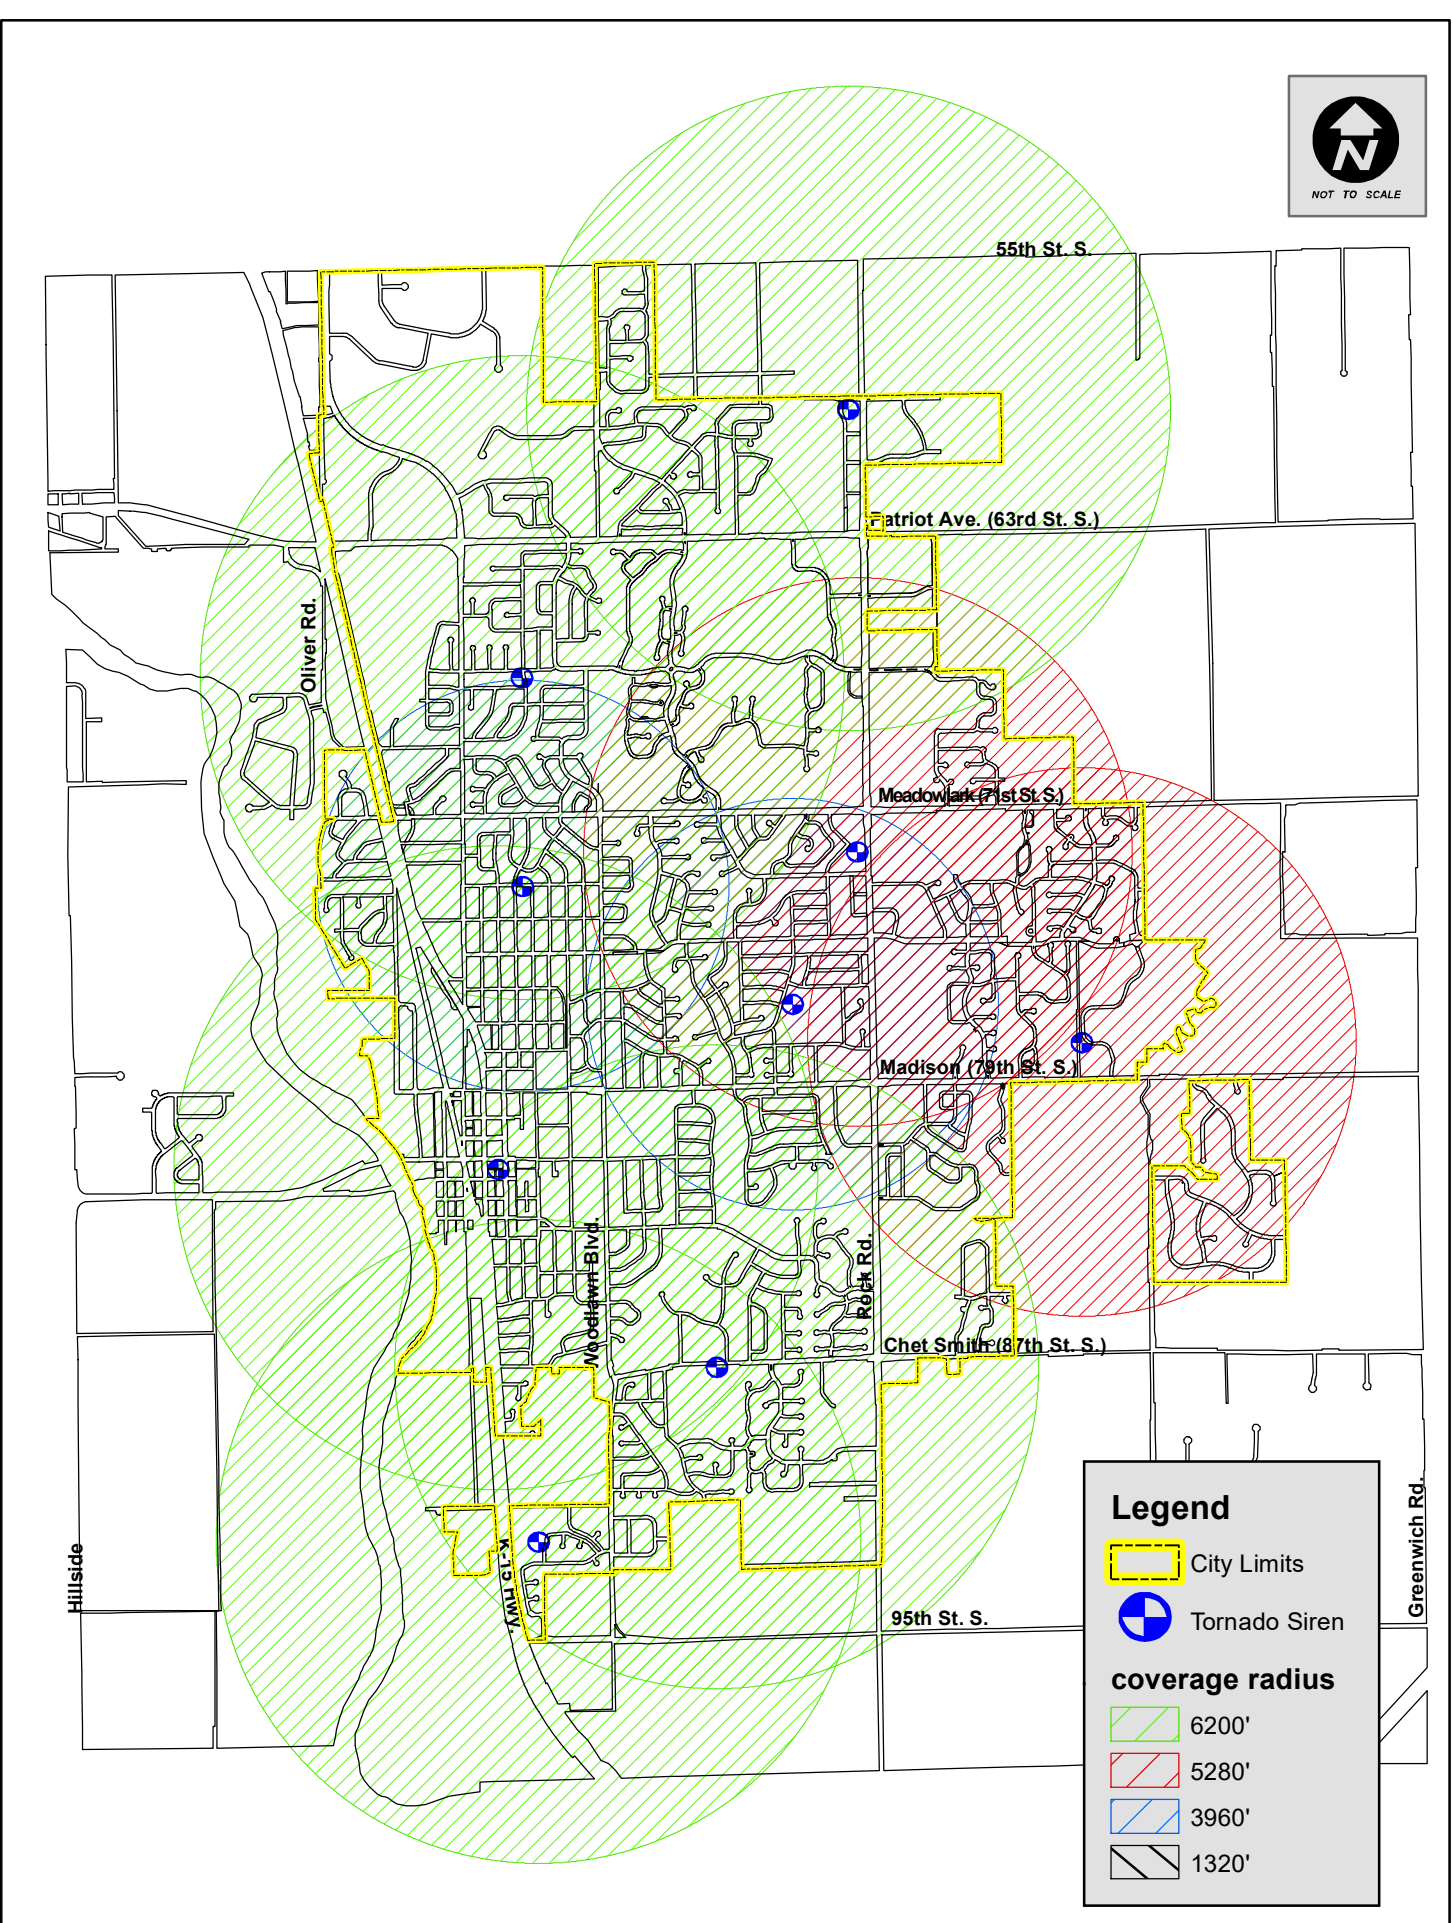 N
NOT TO SCALE
55th St. S.
Patriot Ave. (63rd St. S.)
Oliver Rd.
Meadowlark (71st St. S.)
Madison (79th St. S.)
Woodlawn Blvd.
Rock Rd.
Chet Smith (87th St. S.)
Hillside
K-15 Hwy.
95th St. S.
Greenwich Rd.
Legend
City Limits
Tornado Siren
coverage radius
6200'
5280'
3960'
1320'